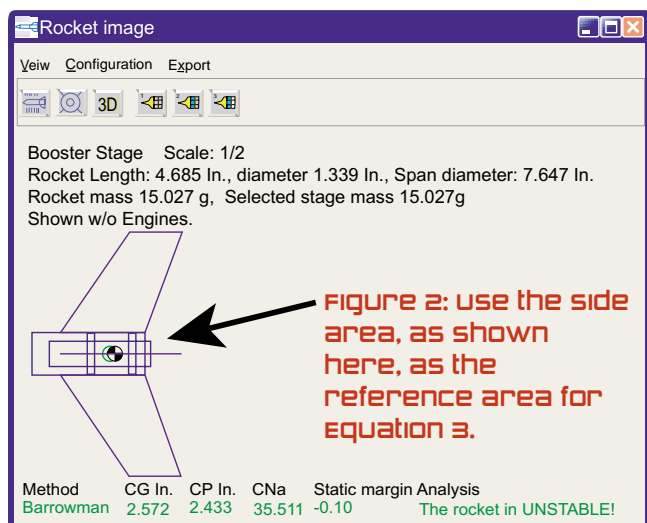 Rocket image
Veiw Configuration Export
3D 1 2 3
Booster Stage Scale: 1/2
Rocket Length: 4.685 In., diameter 1.339 In., Span diameter: 7.647 In.
Rocket mass 15.027 g, Selected stage mass 15.027g
Shown w/o Engines.
Figure 2: Use the side
area, as shown
here, as the
reference area for
Equation 3.
Method CG In. CP In. CNa Static margin Analysis
Barrowman 2.572 2.433 35.511 -0.10 The rocket in UNSTABLE!